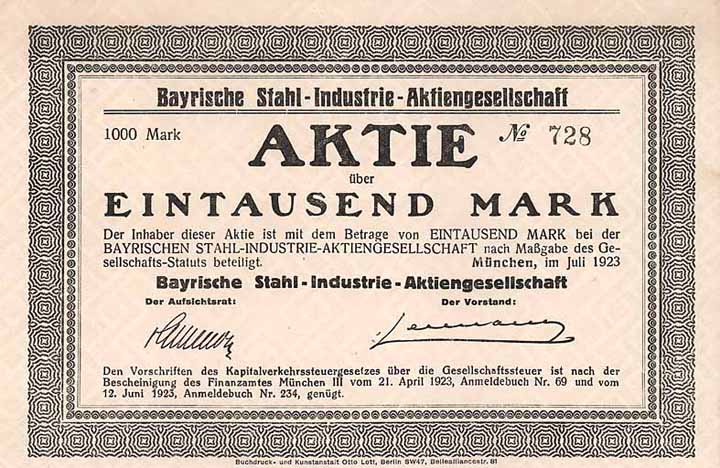 Bayrische Stahl-Industrie-Aktiengesellschaft
1000 Mark AKTIE № 728
über
EINTAUSEND MARK
Der Inhaber dieser Aktie ist mit dem Betrage von EINTAUSEND MARK bei der
BAYRISCHEN STAHL-INDUSTRIE-AKTIENGESELLSCHAFT nach Maßgabe des Ge-
sellschafts-Statuts beteiligt. München, im Juli 1923
Bayrische Stahl-Industrie-Aktiengesellschaft
Der Aufsichtsrat: Der Vorstand:
Den Vorschriften des Kapitalverkehrssteuergesetzes über die Gesellschaftssteuer ist nach
der Bescheinigung des Finanzamtes München III vom 21. April 1923, Anmeldebuch Nr. 69 und vom
12. Juni 1923, Anmeldebuch Nr. 234, genügt.
Buchdruck- und Kunstanstalt Otto Lott, Berlin SW47, Bellealliancestr. 81